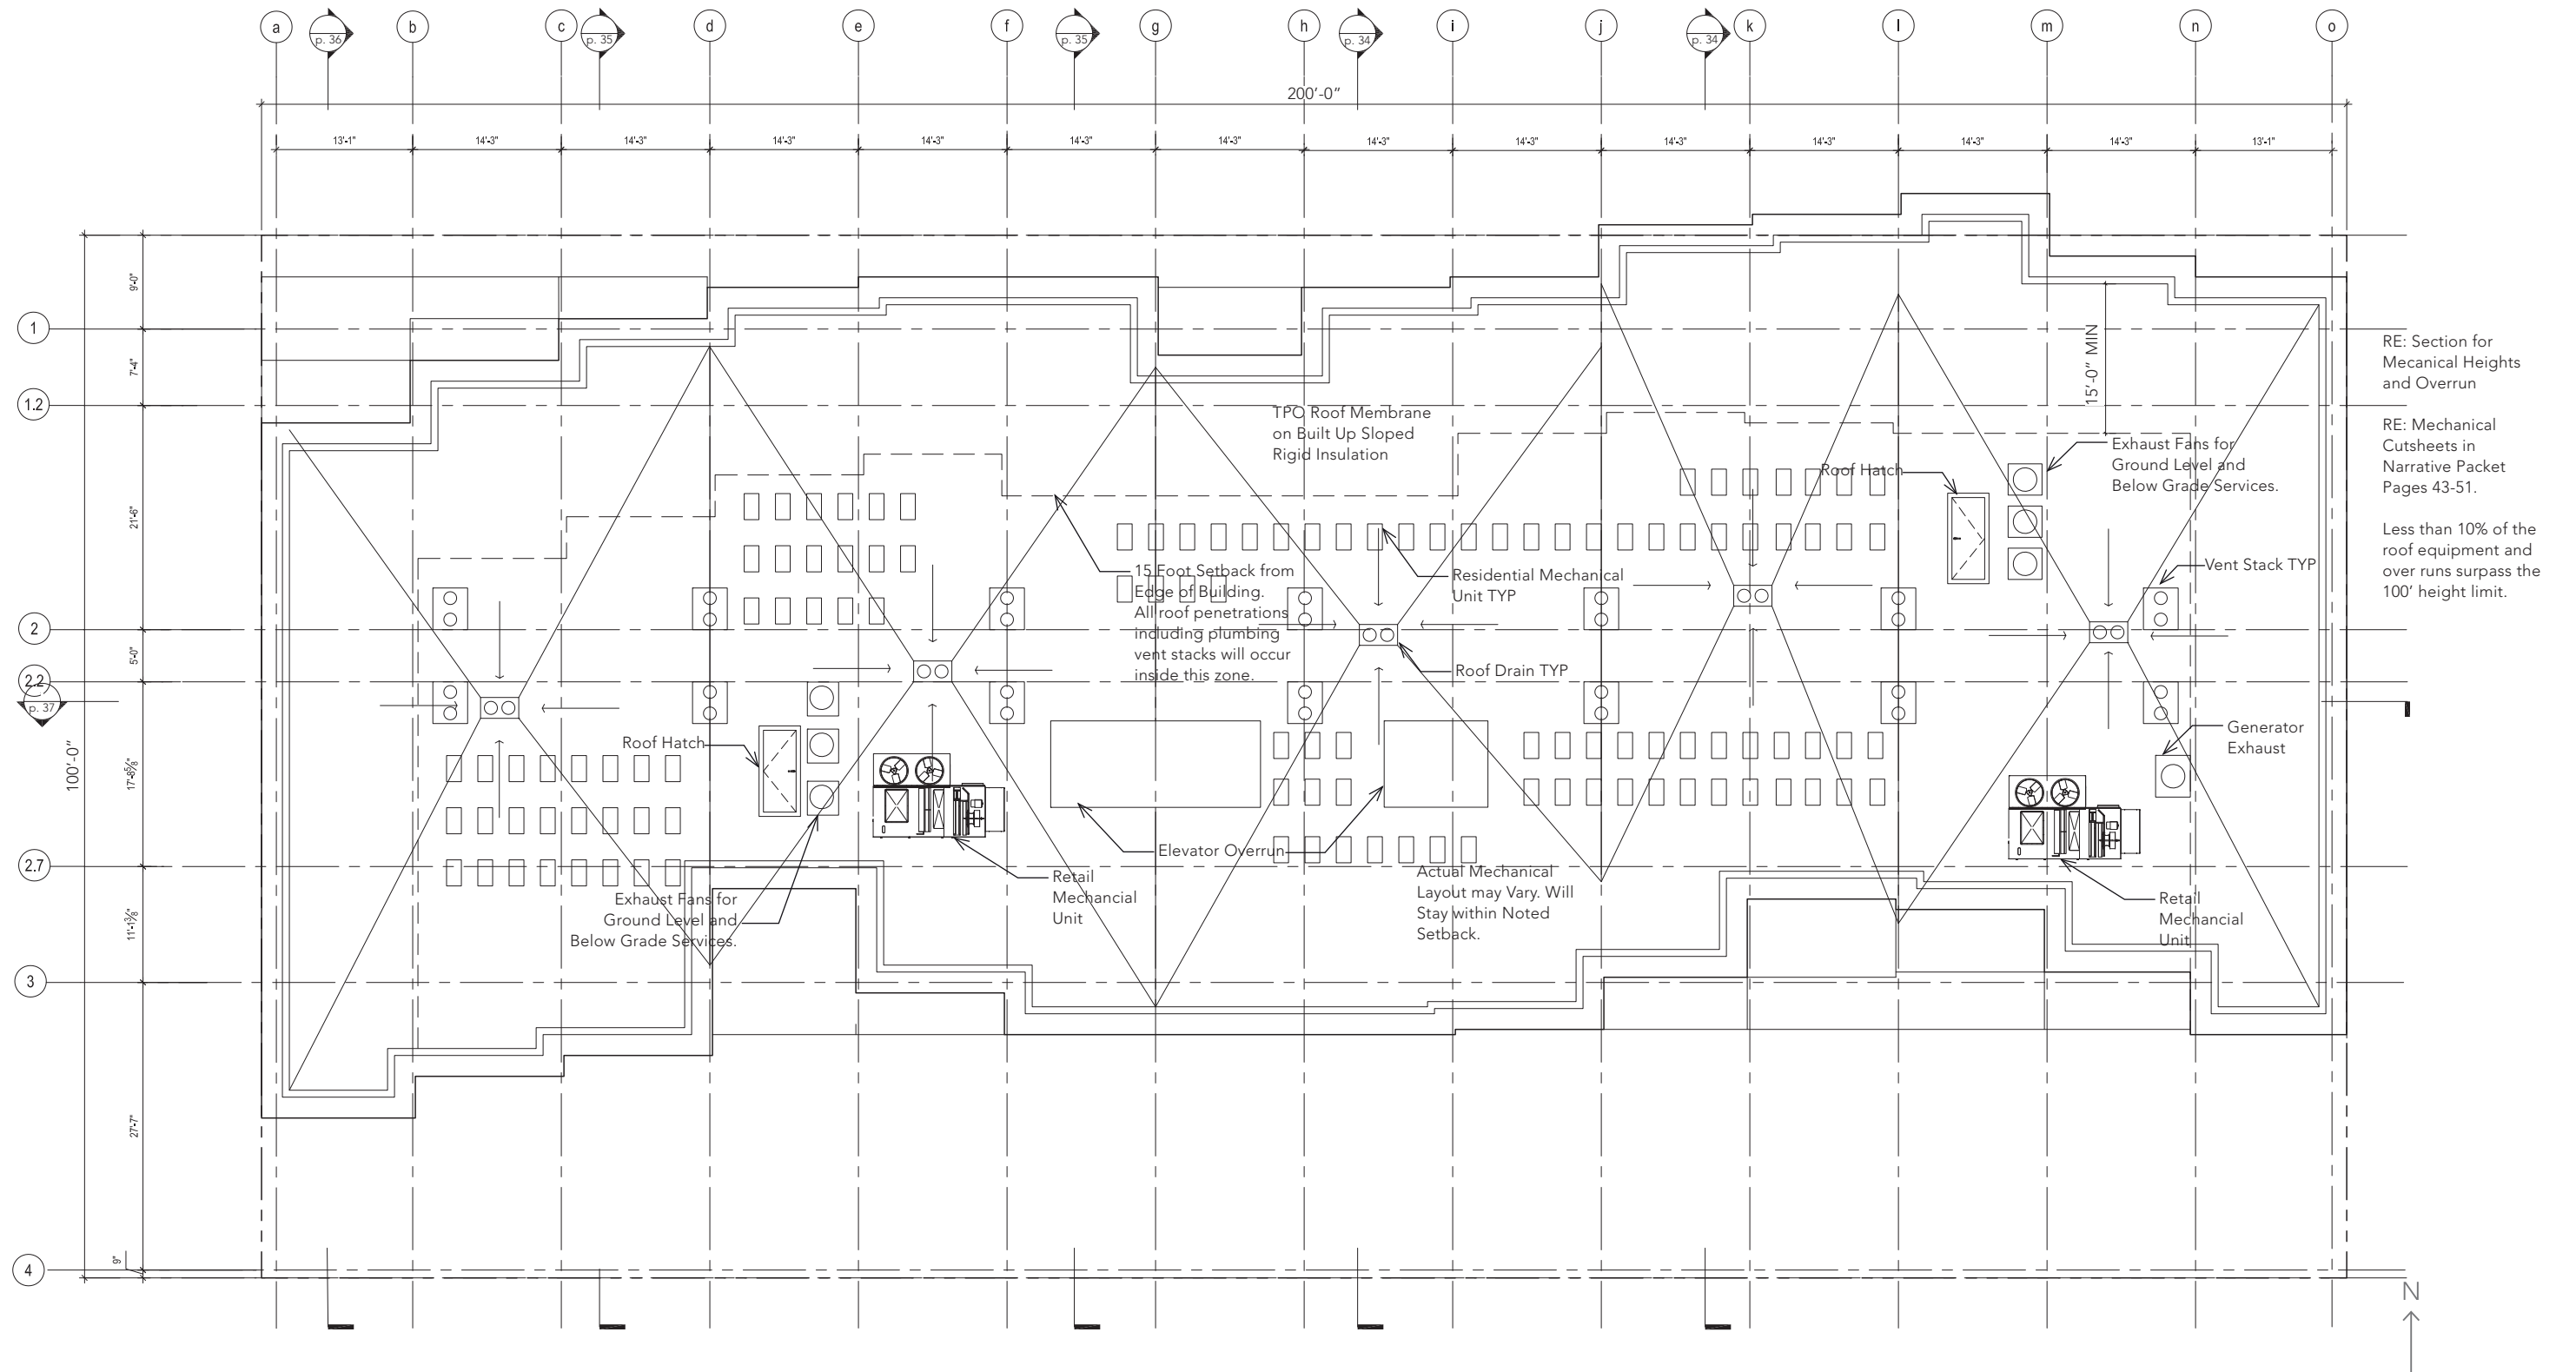 a
b
c
d
e
f
g
h
i
j
k
l
m
n
o
p. 36
p. 35
p. 35
p. 34
p. 34
200'-0"
13'-1"
14'-3"
14'-3"
14'-3"
14'-3"
14'-3"
14'-3"
14'-3"
14'-3"
14'-3"
14'-3"
14'-3"
14'-3"
13'-1"
1
1.2
2
2.2
p. 37
2.7
3
4
100'-0"
9'-0"
7'-4"
21'-6"
5'-0"
17'-8⅝"
11'-1⅜"
27'-7"
9"
15'-0" MIN
RE: Section for
Mecanical Heights
and Overrun
RE: Mechanical
Cutsheets in
Narrative Packet
Pages 43-51.
Less than 10% of the
roof equipment and
over runs surpass the
100' height limit.
TPO Roof Membrane
on Built Up Sloped
Rigid Insulation
Roof Hatch
Exhaust Fans for
Ground Level and
Below Grade Services.
Vent Stack TYP
15 Foot Setback from
Edge of Building.
All roof penetrations
including plumbing
vent stacks will occur
inside this zone.
Residential Mechanical
Unit TYP
Roof Drain TYP
Roof Hatch
Generator
Exhaust
Elevator Overrun
Retail
Mechancial
Unit
Exhaust Fans for
Ground Level and
Below Grade Services.
Actual Mechanical
Layout may Vary. Will
Stay within Noted
Setback.
Retail
Mechancial
Unit
N